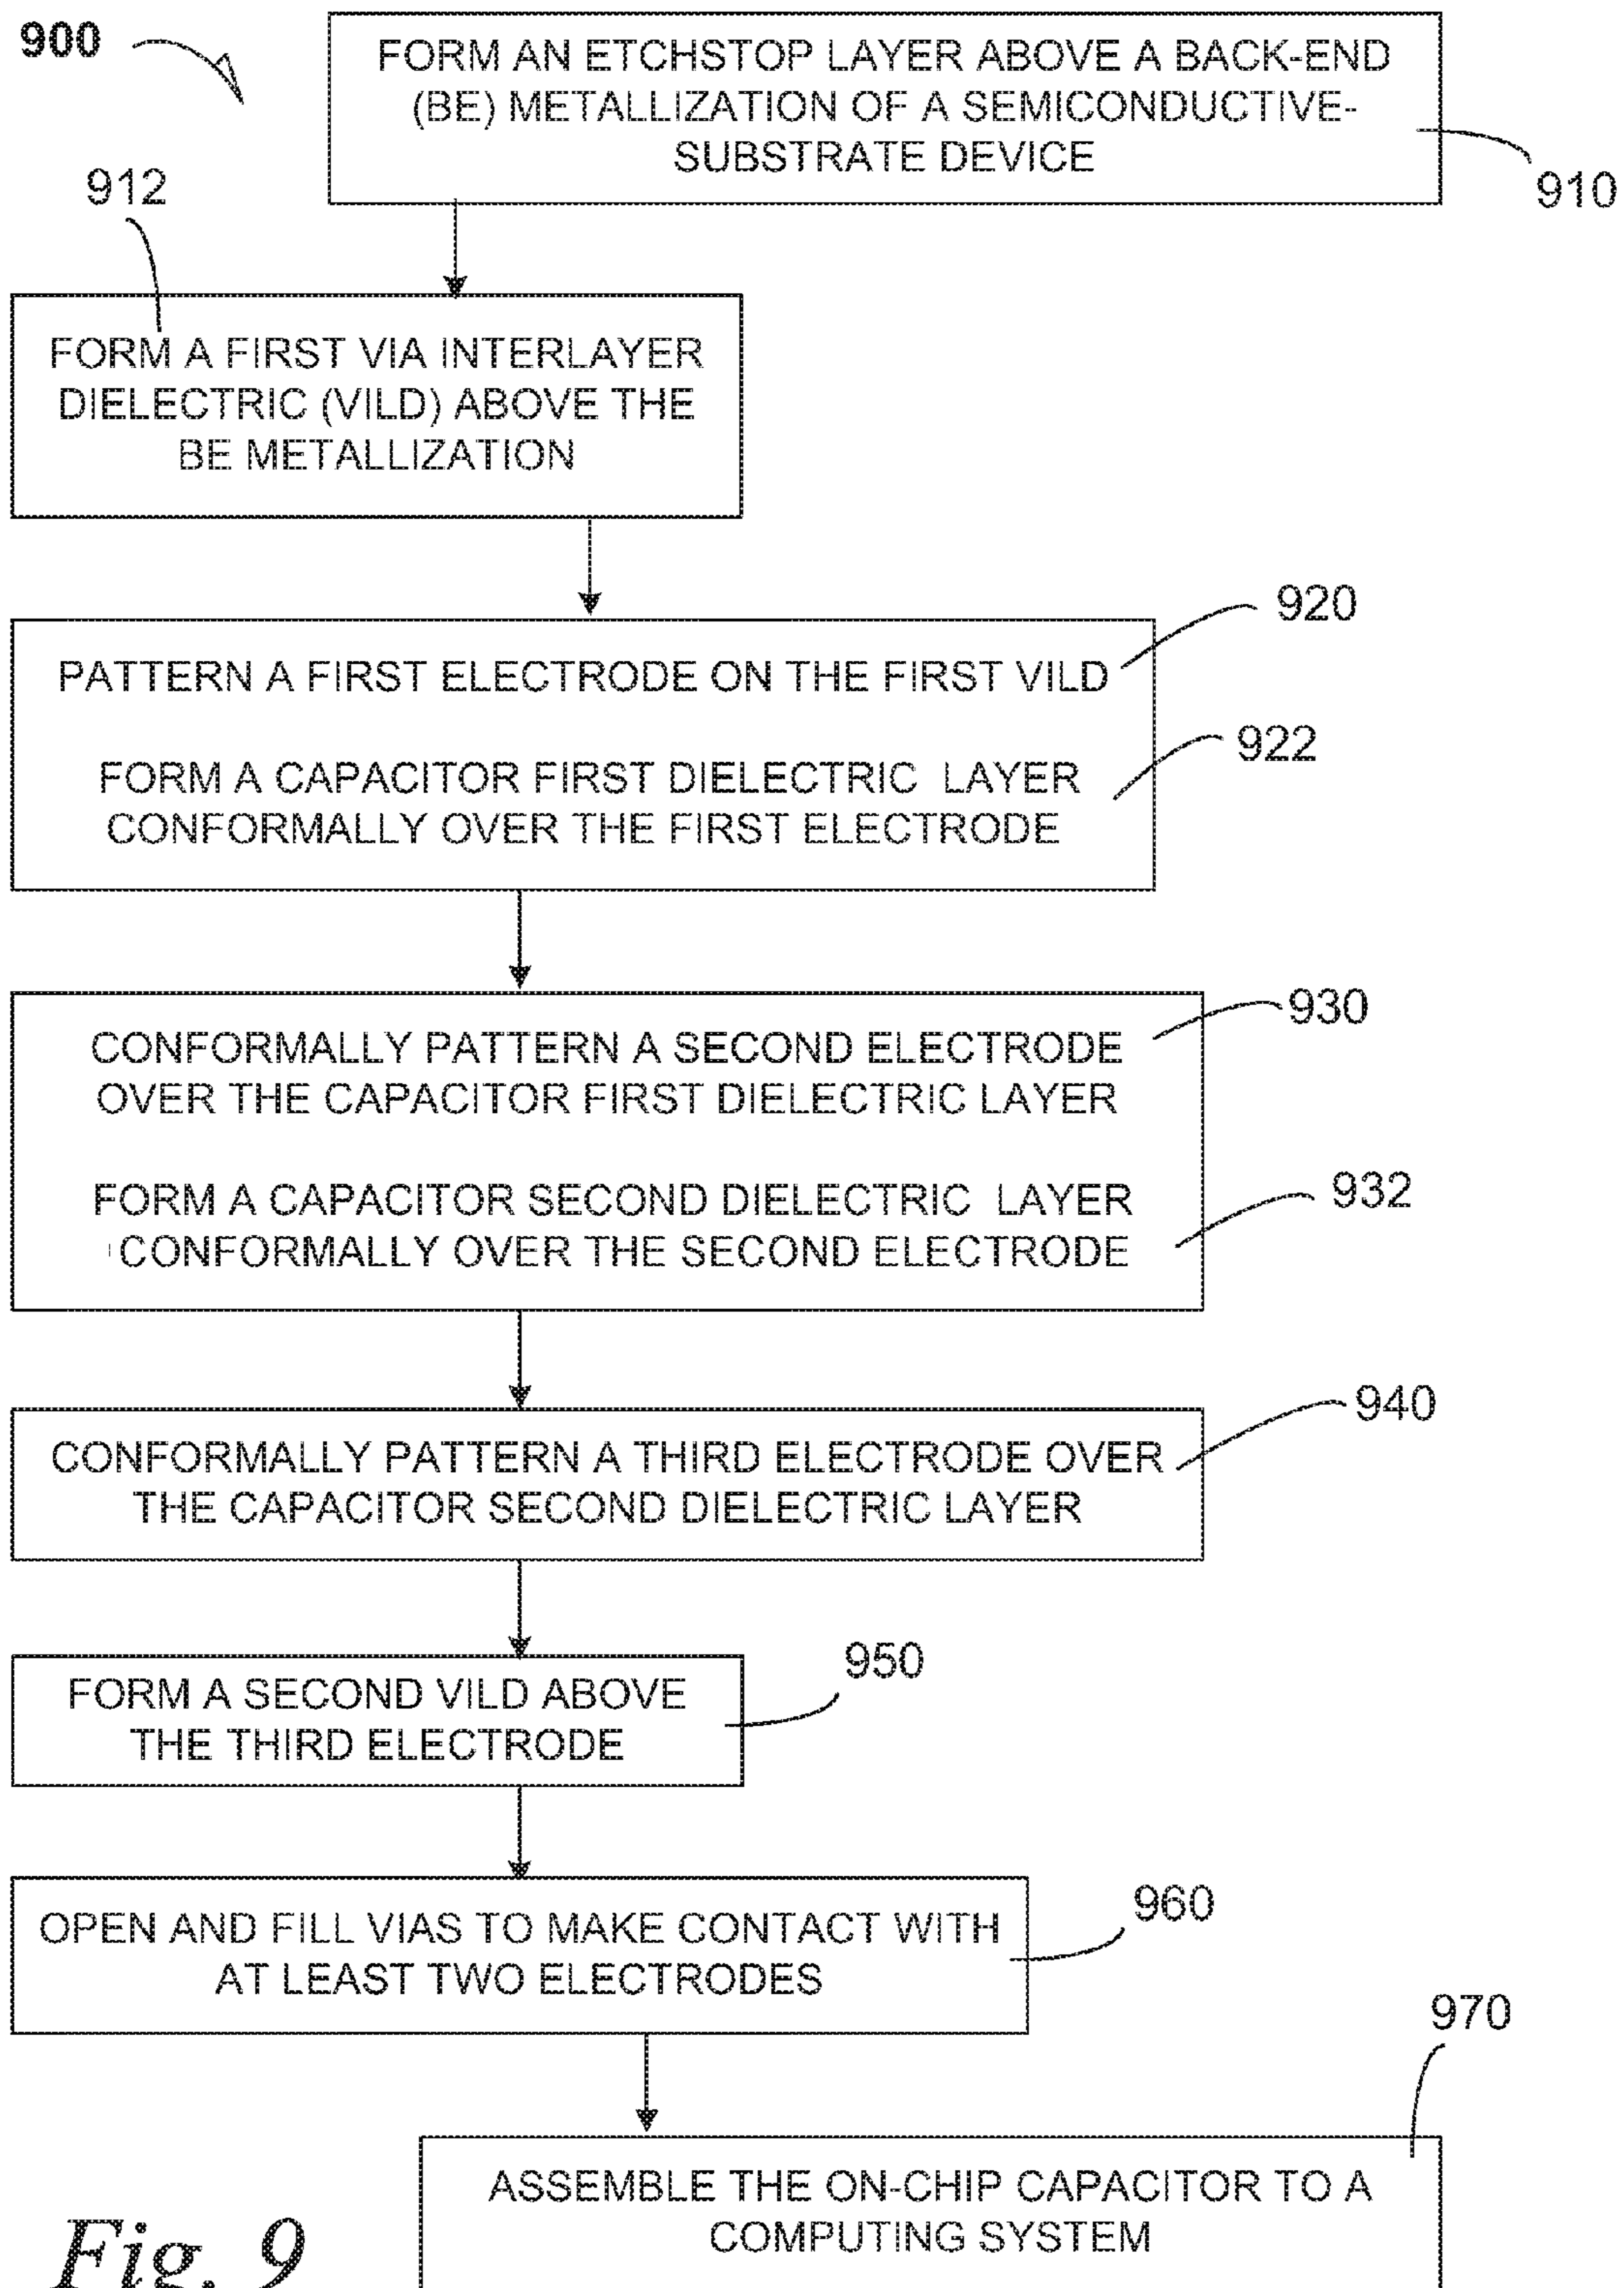 900
FORM AN ETCHSTOP LAYER ABOVE A BACK-END
(BE) METALLIZATION OF A SEMICONDUCTIVE-
SUBSTRATE DEVICE
910
912
FORM A FIRST VIA INTERLAYER
DIELECTRIC (VILD) ABOVE THE
BE METALLIZATION
920
PATTERN A FIRST ELECTRODE ON THE FIRST VILD
922
FORM A CAPACITOR FIRST DIELECTRIC LAYER
CONFORMALLY OVER THE FIRST ELECTRODE
930
CONFORMALLY PATTERN A SECOND ELECTRODE
OVER THE CAPACITOR FIRST DIELECTRIC LAYER
932
FORM A CAPACITOR SECOND DIELECTRIC LAYER
CONFORMALLY OVER THE SECOND ELECTRODE
940
CONFORMALLY PATTERN A THIRD ELECTRODE OVER
THE CAPACITOR SECOND DIELECTRIC LAYER
950
FORM A SECOND VILD ABOVE
THE THIRD ELECTRODE
960
OPEN AND FILL VIAS TO MAKE CONTACT WITH
AT LEAST TWO ELECTRODES
970
ASSEMBLE THE ON-CHIP CAPACITOR TO A
COMPUTING SYSTEM
Fig. 9